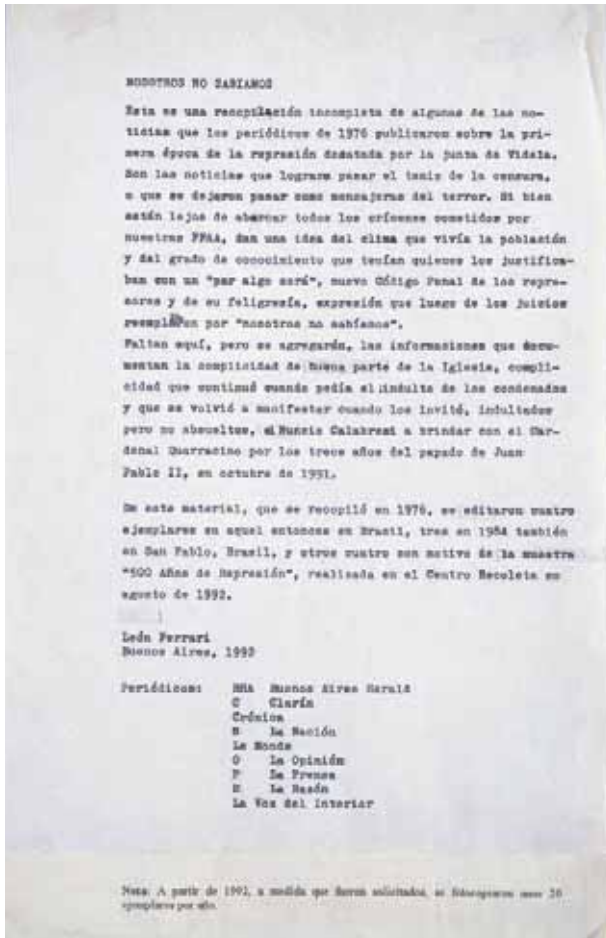 NOSOTROS NO SABIAMOS
Esta es una recopilación incompleta de algunas de las no-
ticias que los periódicos de 1976 publicaron sobre la pri-
mera época de la represión desatada por la junta de Videla.
Son las noticias que lograron pasar el tamiz de la censura,
o que se dejaron pasar como mensajeras del terror. Si bien
están lejos de abarcar todos los crímenes cometidos por
nuestras FFAA, dan una idea del clima que vivía la población
y del grado de conocimiento que tenían quienes los justifica-
ban con un "por algo será", nuevo Código Penal de los repre-
sores y de su feligresía, expresión que luego de los juicios
por "nosotros no sabíamos".
Faltan aquí, pero se agregarán, las informaciones que docu-
mentan la complicidad de buena parte de la Iglesia, compli-
cidad que continuó cuando pedía el indulto de los condenados
y que se volvió a manifestar cuando los invitó, indultados
pero no absueltos, el Nuncio Calabresi a brindar con el Car-
denal Quarracino por los trece años del papado de Juan
Pablo II, en octubre de 1991.
De este material, que se recopiló en 1976, se editaron cuatro
ejemplares en aquel entonces en Brasil, tres en 1984 también
en San Pablo, Brasil, y otros cuatro con motivo de la muestra
"500 Años de Represión", realizada en el Centro Recoleta en
agosto de 1992.
León Ferrari
Buenos Aires, 1992
Periódicos: BHA Buenos Aires Herald
C Clarín
Crónica
N La Nación
Le Monde
O La Opinión
P La Prensa
R La Razón
La Voz del Interior
Nota: A partir de 1992, a medida que fueron solicitados, se fotocopiaron unos 20
ejemplares por año.